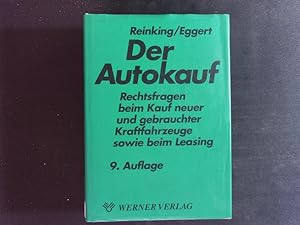 Reinking/Eggert
Der
Autokauf
Rechtsfragen
beim Kauf neuer
und gebrauchter
Kraftfahrzeuge
sowie beim Leasing
9. Auflage
WERNER VERLAG